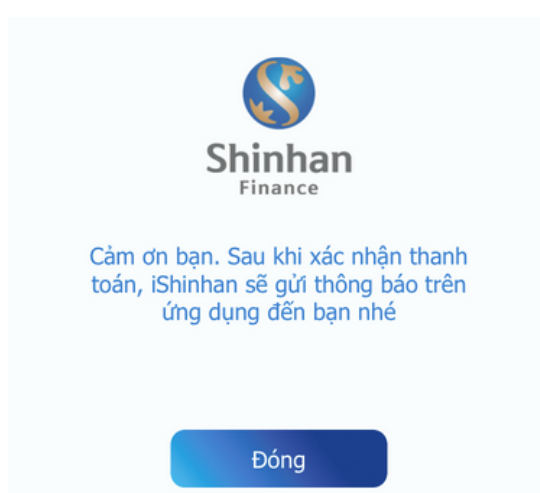 Shinhan
Finance
Cảm ơn bạn. Sau khi xác nhận thanh
toán, iShinhan sẽ gửi thông báo trên
ứng dụng đến bạn nhé
Đóng